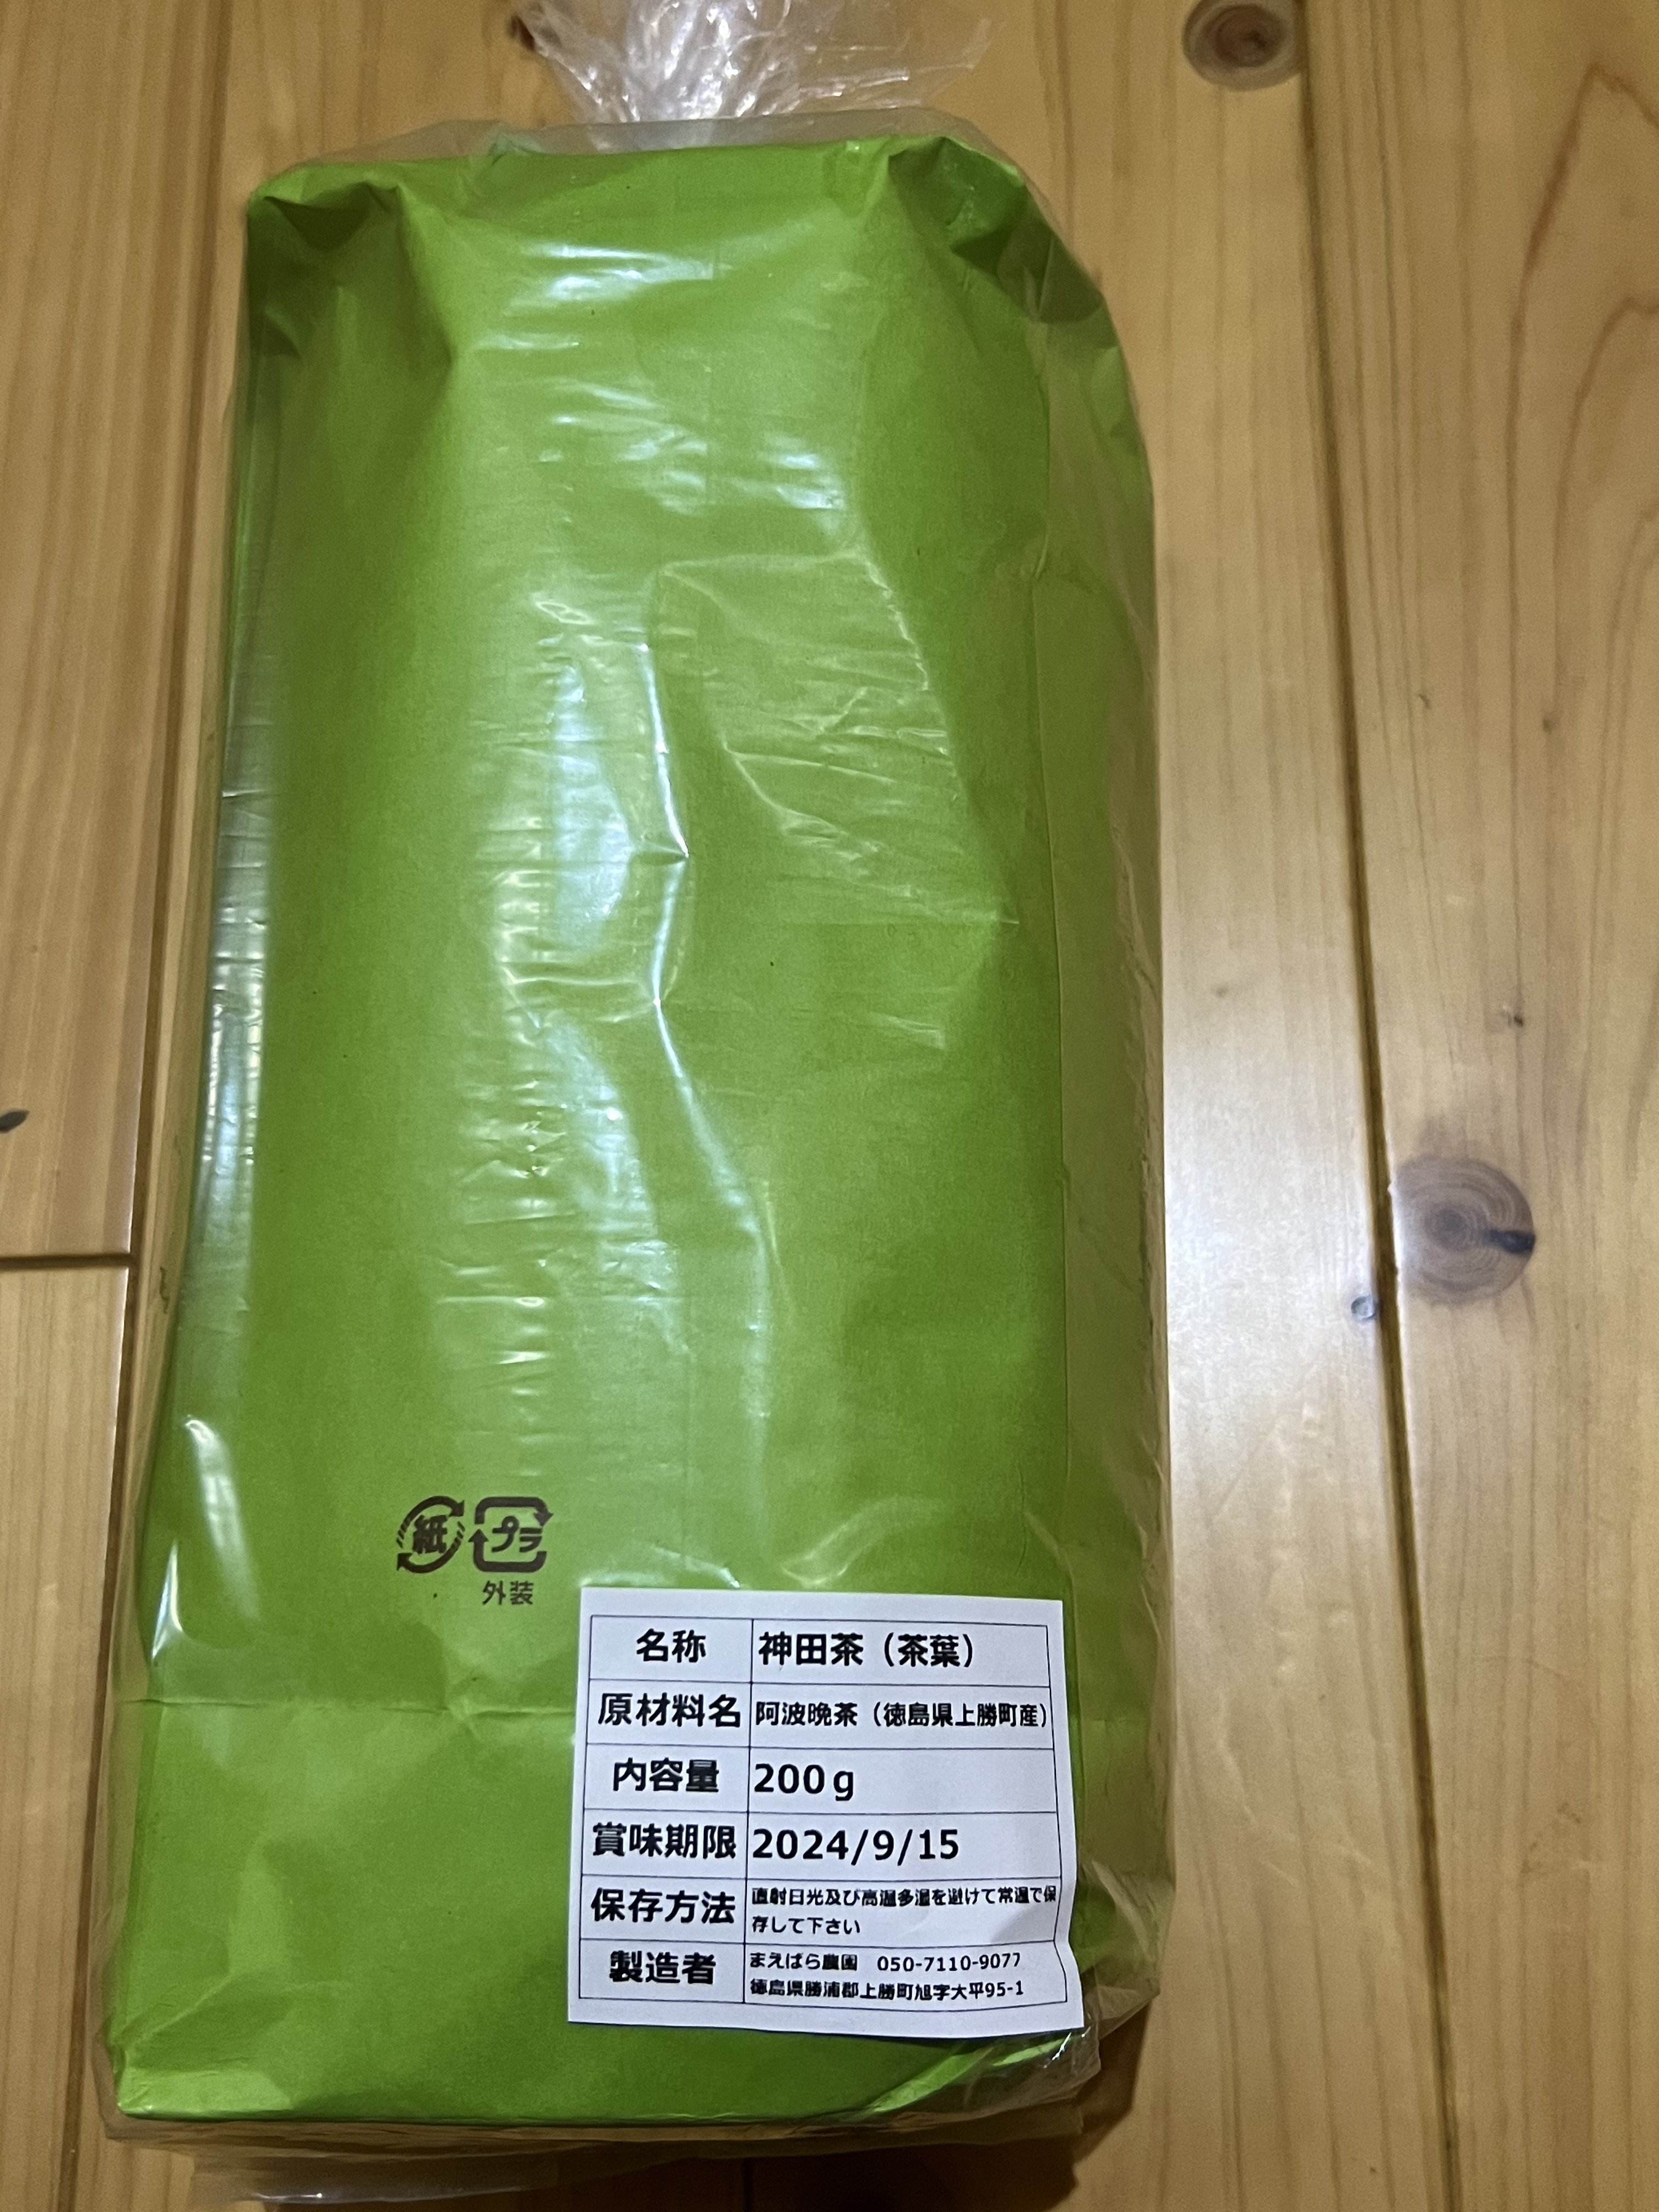 紙 プラ
外装
名称 神田茶（茶葉）
原材料名 阿波晩茶（徳島県上勝町産）
内容量 200g
賞味期限 2024/9/15
保存方法 直射日光及び高温多湿を避けて常温で保
存して下さい
製造者 まえばら農園 050-7110-9077
徳島県勝浦郡上勝町旭字大平95-1